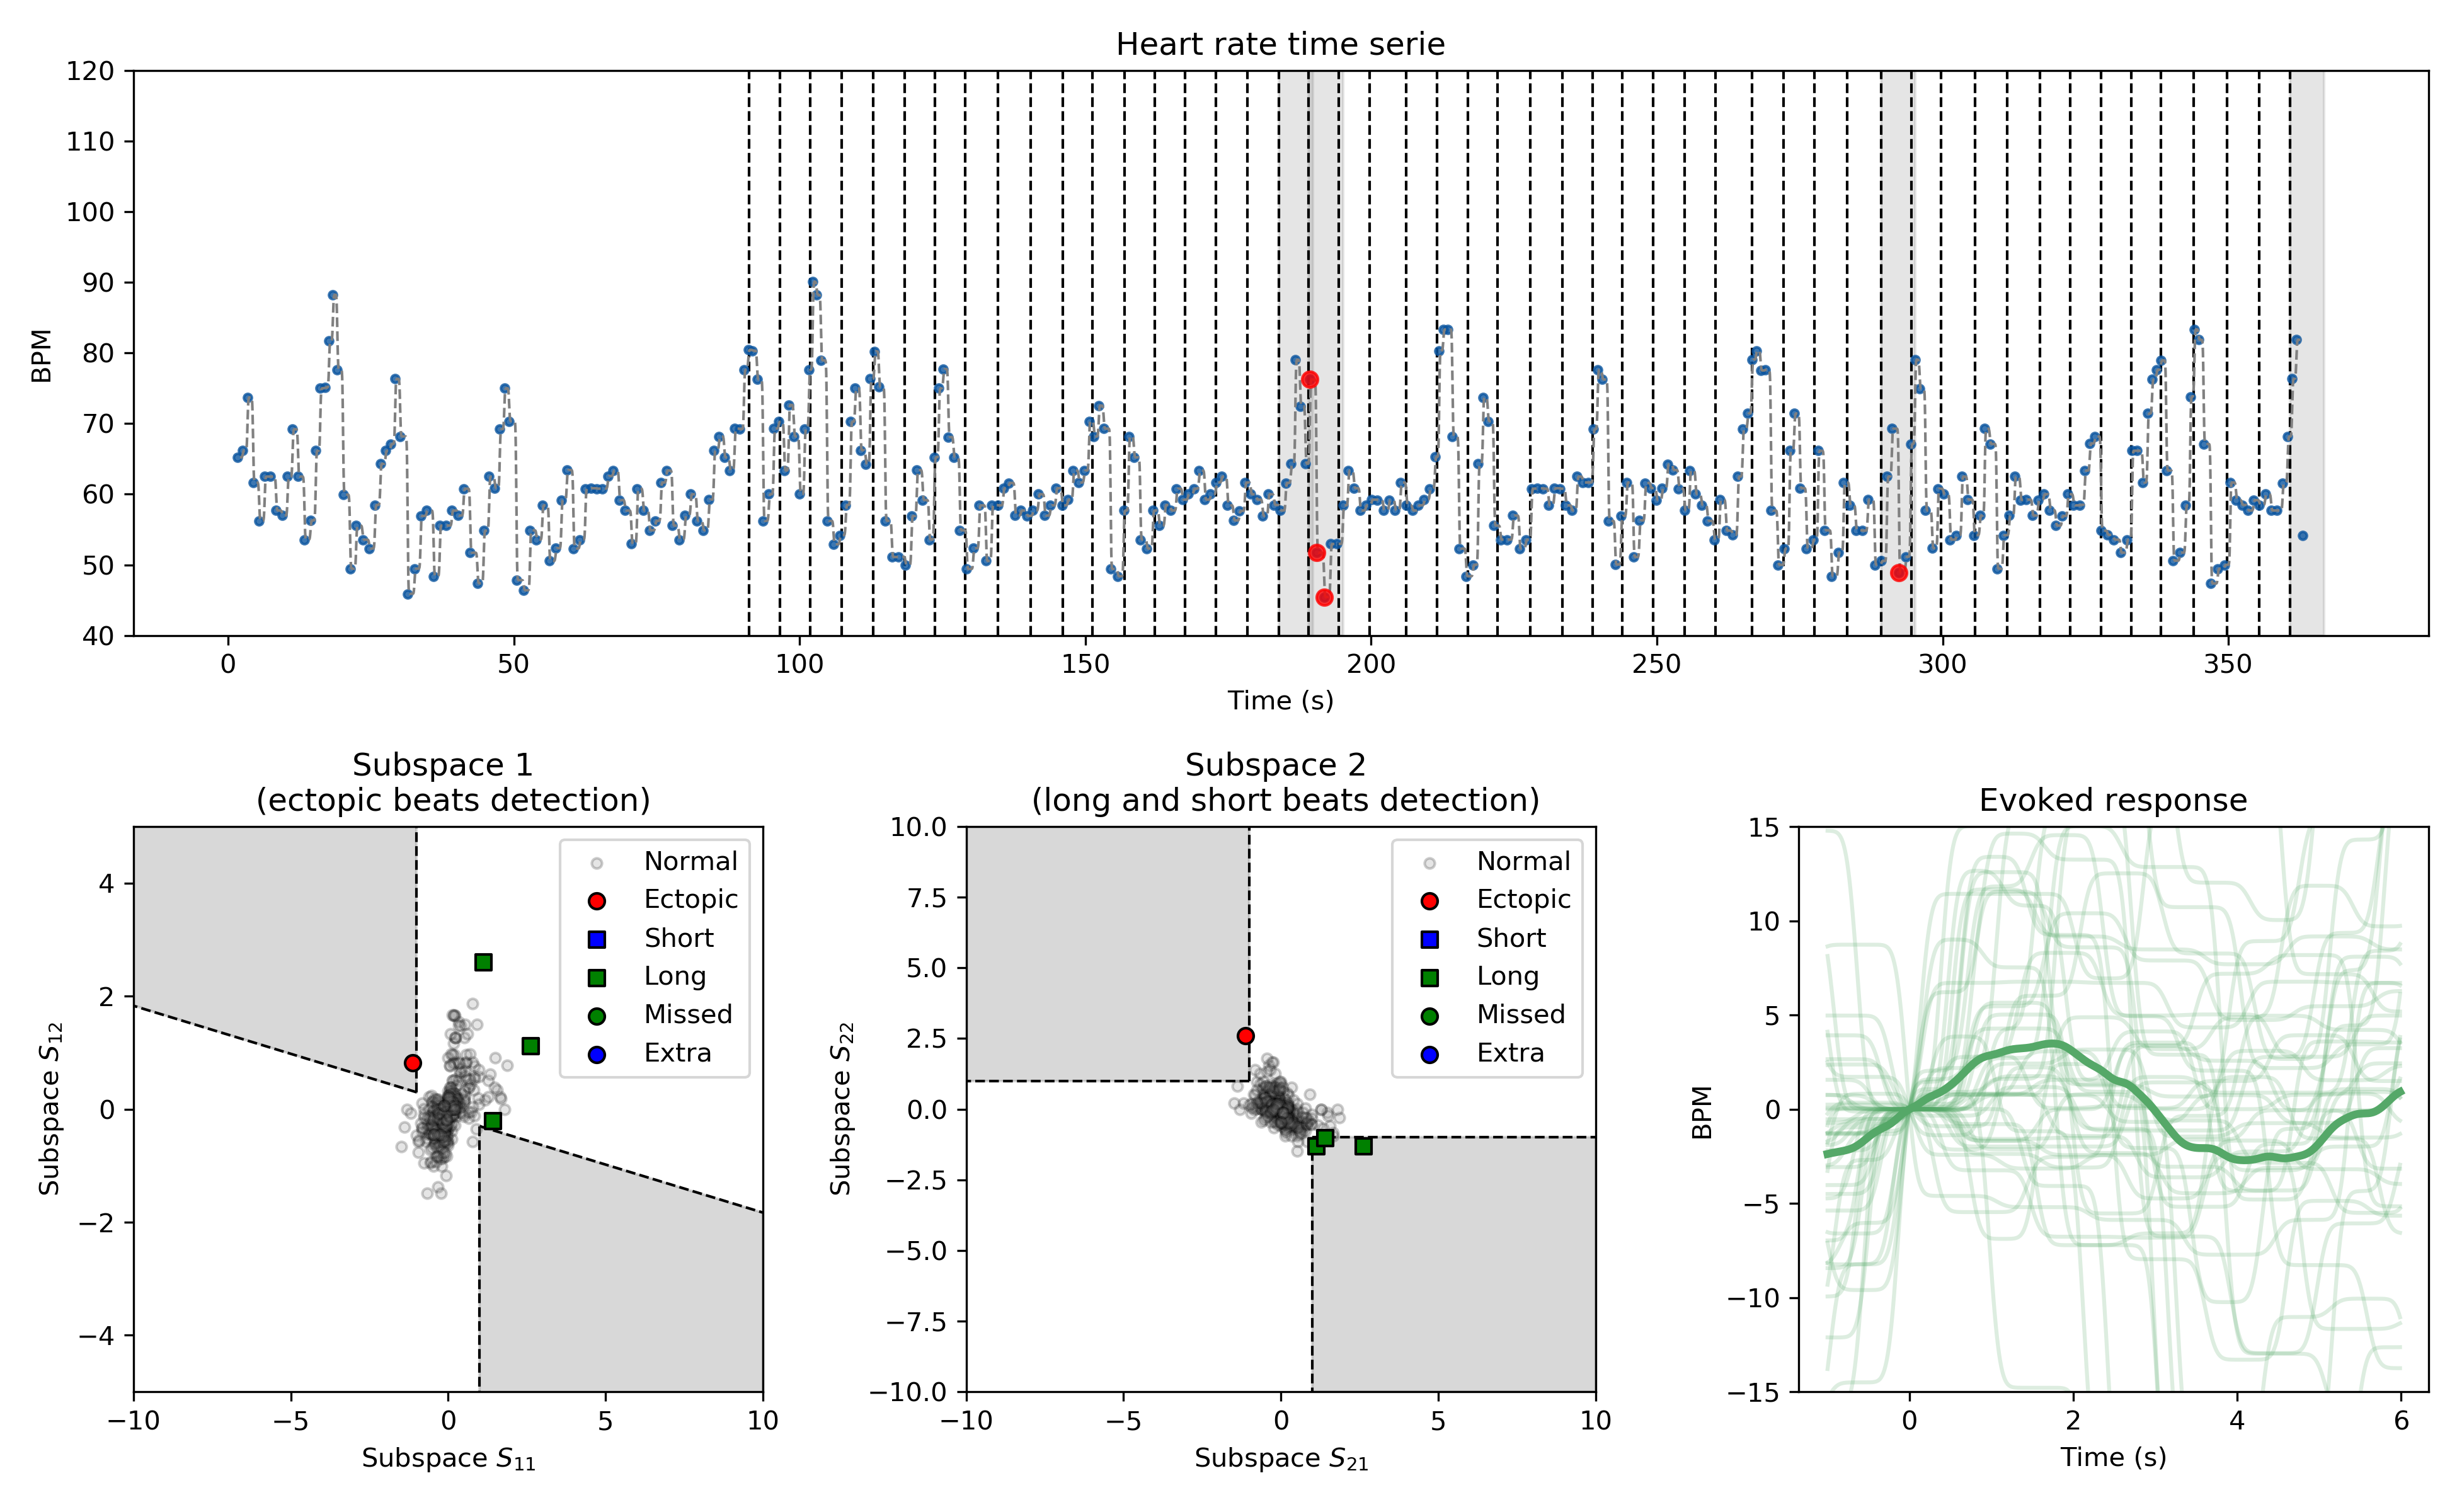 Heart rate time serie
120
110
100
90
80
70
60
50
40
BPM
0 50 100 150 200 250 300 350
Time (s)
Subspace 1
(ectopic beats detection)
4
2
0
−2
−4
Subspace S12
Normal
Ectopic
Short
Long
Missed
Extra
−10 −5 0 5 10
Subspace S11
Subspace 2
(long and short beats detection)
10.0
7.5
5.0
2.5
0.0
−2.5
−5.0
−7.5
−10.0
Subspace S22
Normal
Ectopic
Short
Long
Missed
Extra
−10 −5 0 5 10
Subspace S21
Evoked response
15
10
5
0
−5
−10
−15
BPM
0 2 4 6
Time (s)